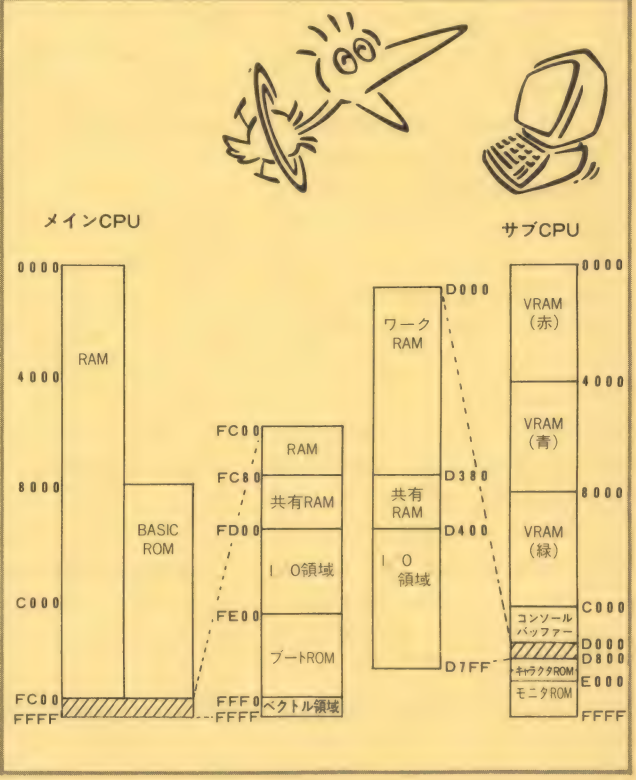 メインCPU
0000
RAM
4000
8000
BASIC
ROM
C000
FC00
FFFF
FC00
RAM
FC80
共有RAM
FD00
I O領域
FE00
ブートROM
FFF0
ベクトル領域
FFFF
D000
ワーク
RAM
D380
共有
RAM
D400
I O
領域
D7FF
サブCPU
0000
VRAM
(赤)
4000
VRAM
(青)
8000
VRAM
(緑)
C000
コンソール
バッファー
D000
D800
キャラクタROM
E000
モニタROM
FFFF